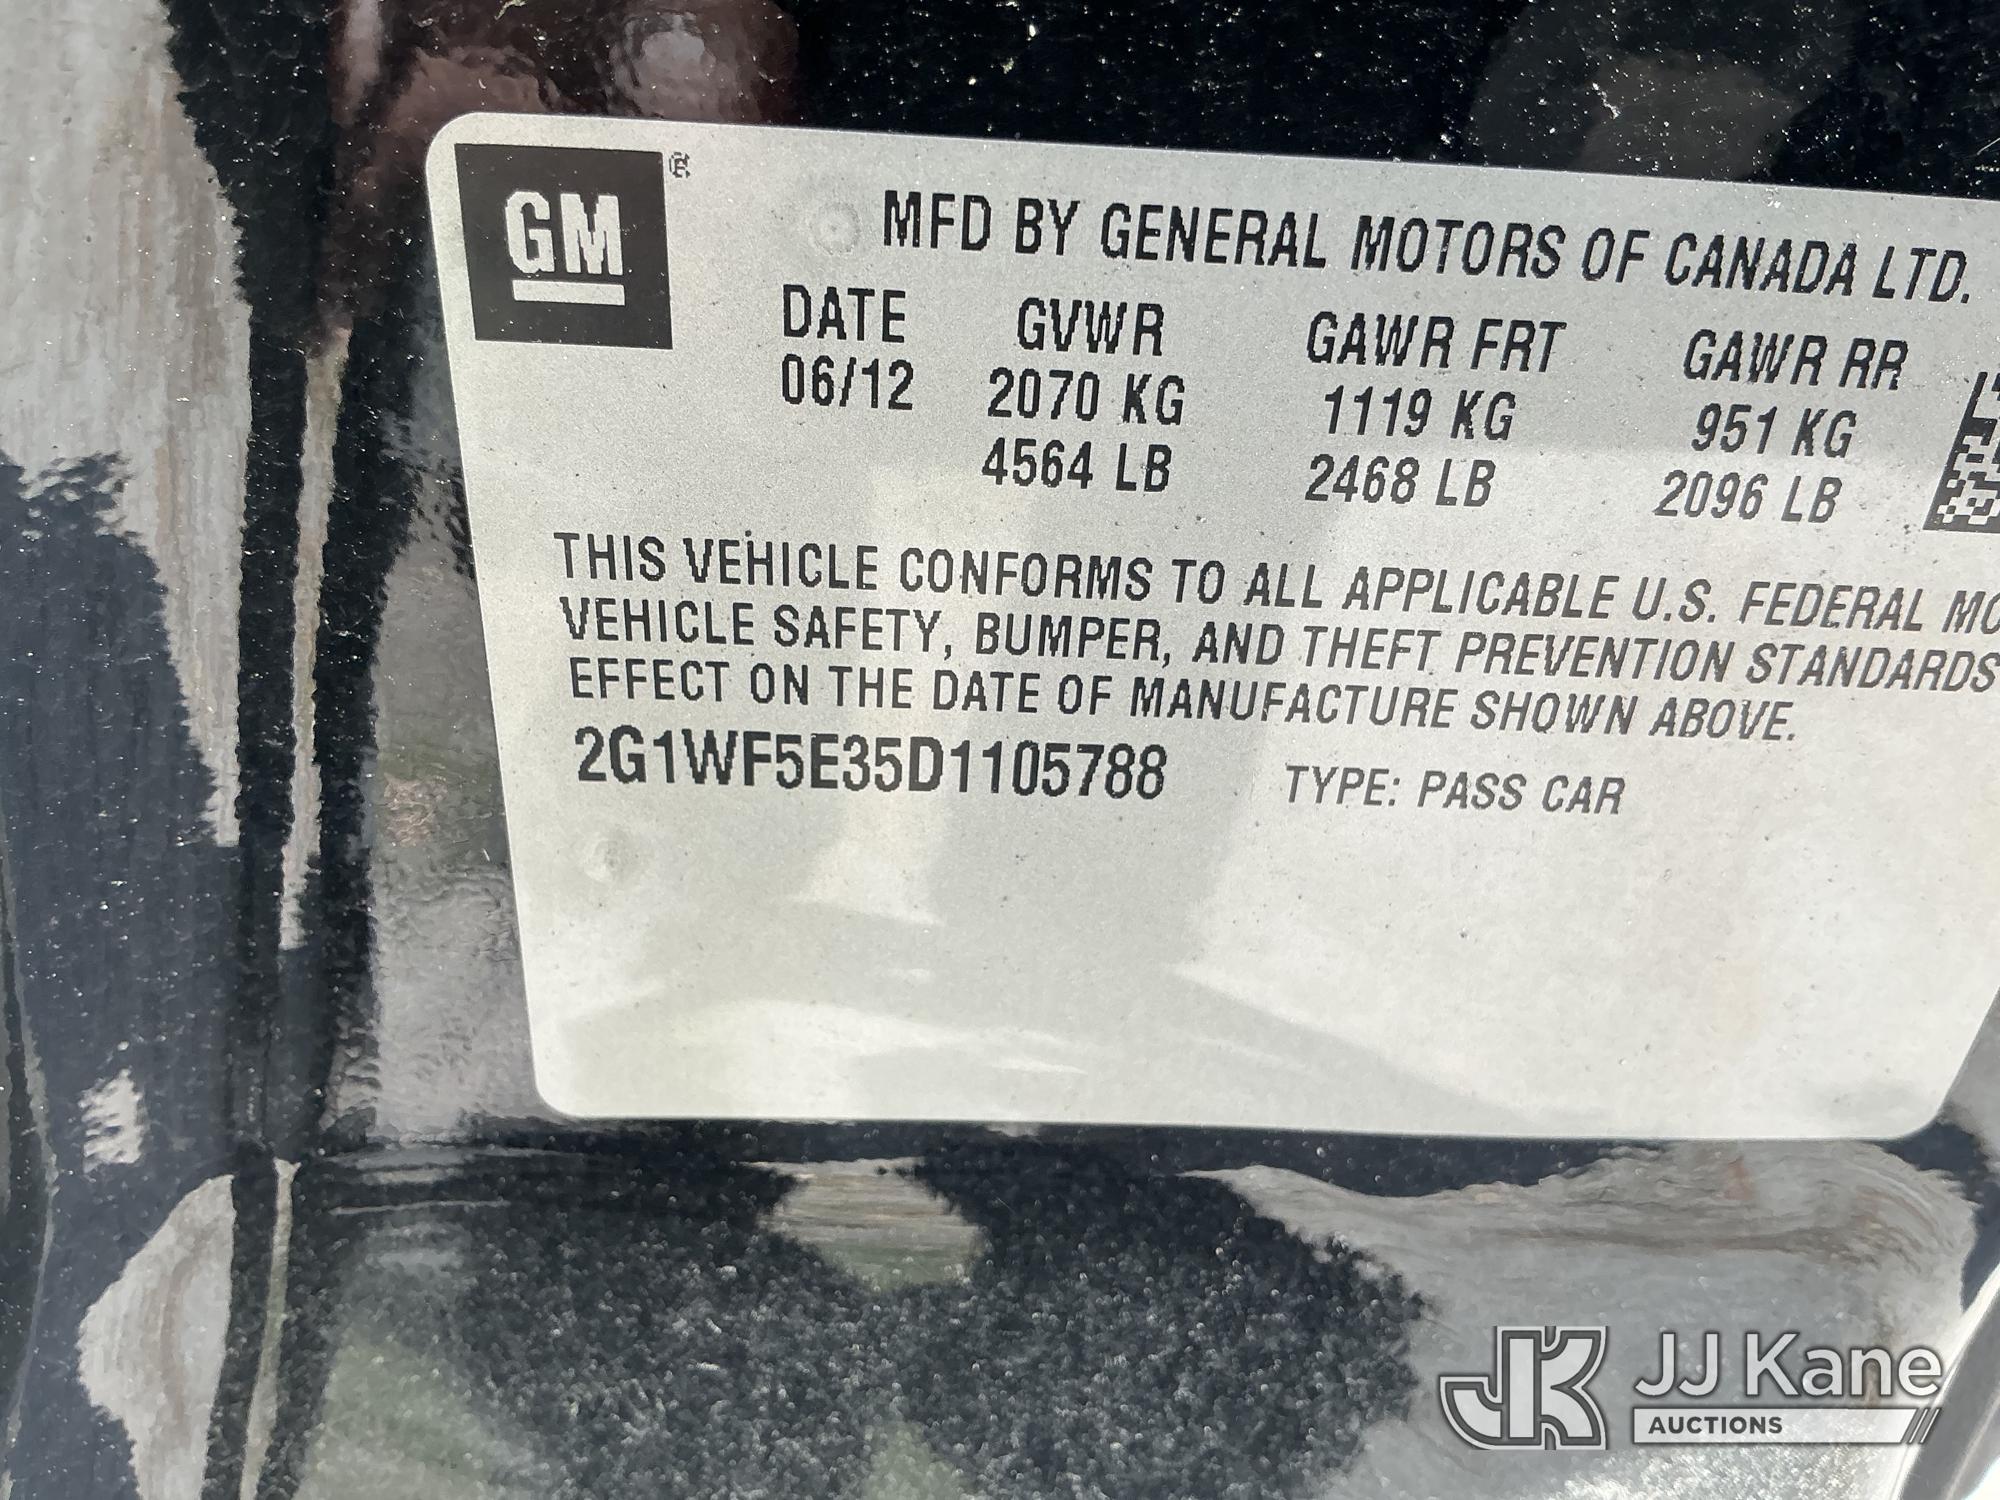 GM
MFD BY GENERAL MOTORS OF CANADA LTD.
DATE GVWR GAWR FRT GAWR RR
06/12 2070 KG 1119 KG 951 KG
4564 LB 2468 LB 2096 LB
THIS VEHICLE CONFORMS TO ALL APPLICABLE U.S. FEDERAL MO
VEHICLE SAFETY, BUMPER, AND THEFT PREVENTION STANDARDS
EFFECT ON THE DATE OF MANUFACTURE SHOWN ABOVE.
2G1WF5E35D1105788 TYPE: PASS CAR
JK JJ Kane
AUCTIONS